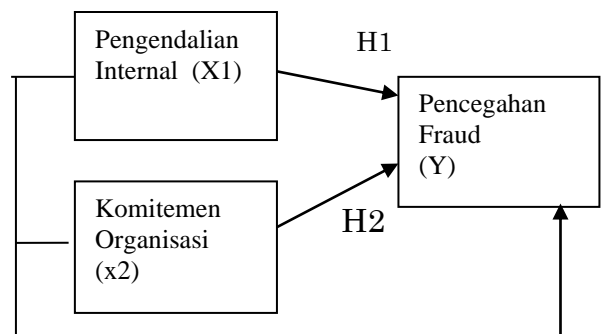 Pengendalian
Internal (X1)
H1
Pencegahan
Fraud
(Y)
Komitemen
Organisasi
(x2)
H2